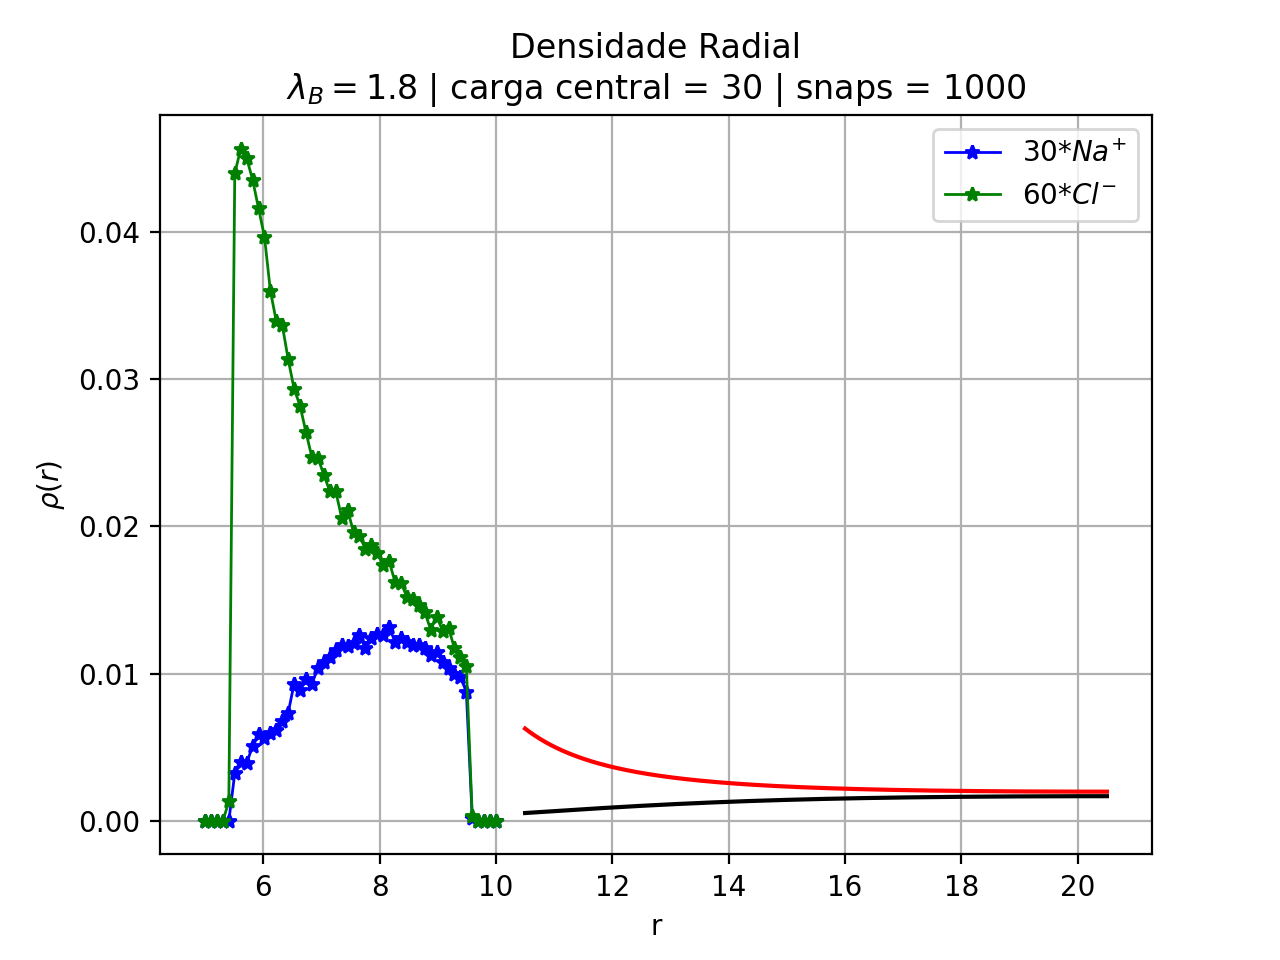 Densidade Radial
λ_B = 1.8 | carga central = 30 | snaps = 1000
30*Na⁺
60*Cl⁻
0.04
0.03
0.02
0.01
0.00
ρ(r)
6 8 10 12 14 16 18 20
r